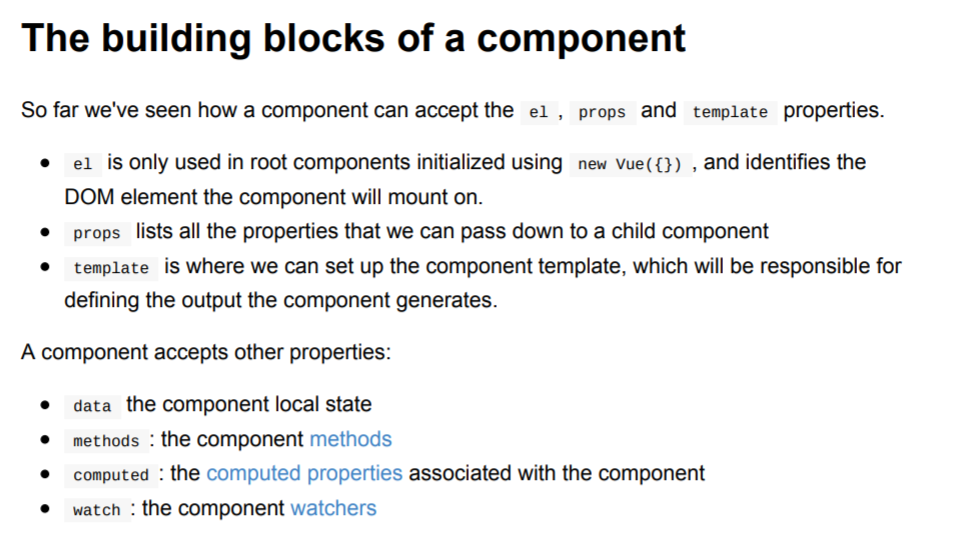 The building blocks of a component
So far we've seen how a component can accept the el , props and template properties.
• el is only used in root components initialized using new Vue({}) , and identifies the
DOM element the component will mount on.
• props lists all the properties that we can pass down to a child component
• template is where we can set up the component template, which will be responsible for
defining the output the component generates.
A component accepts other properties:
• data the component local state
• methods : the component methods
• computed : the computed properties associated with the component
• watch : the component watchers